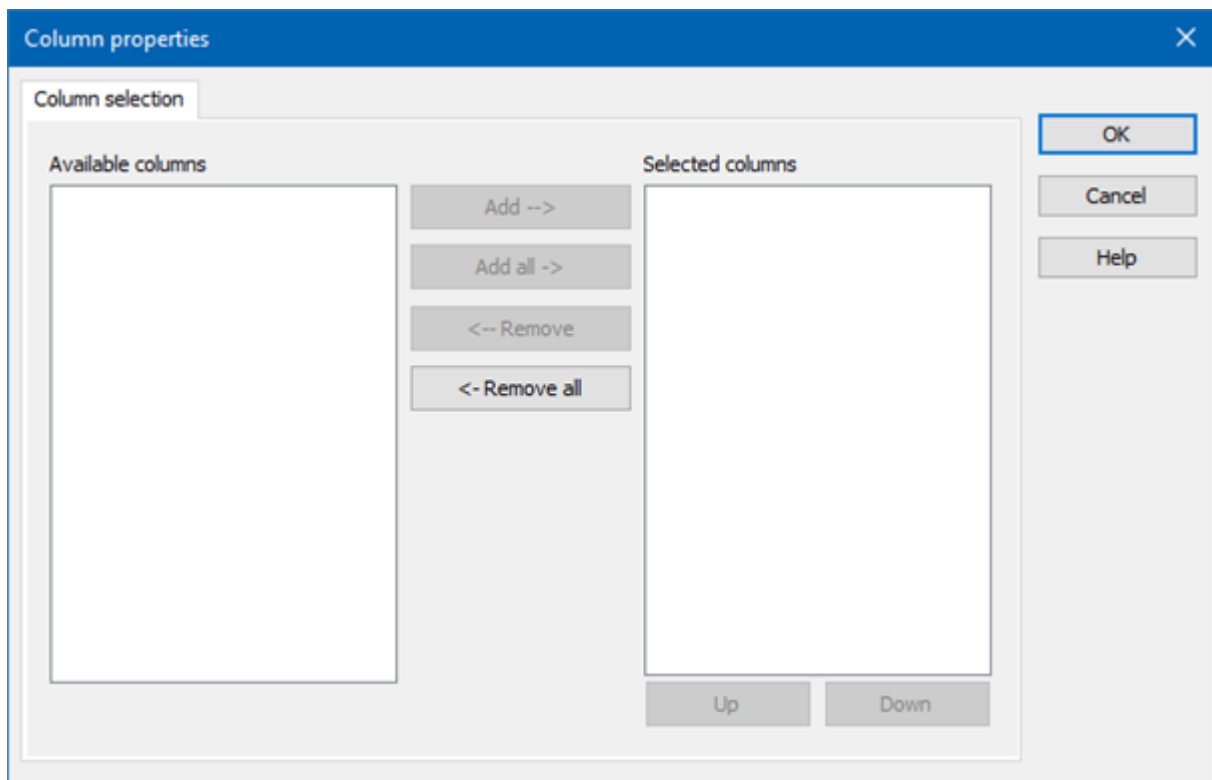 Column properties
Column selection
Available columns
Selected columns
Add -->
Add all ->
<-- Remove
<- Remove all
Up
Down
OK
Cancel
Help